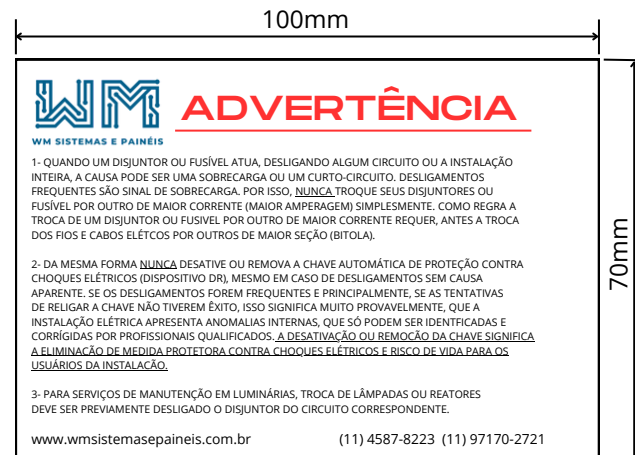 100mm
WM
WM SISTEMAS E PAINÉIS
ADVERTÊNCIA
1- QUANDO UM DISJUNTOR OU FUSÍVEL ATUA, DESLIGANDO ALGUM CIRCUITO OU A INSTALAÇÃO
INTEIRA, A CAUSA PODE SER UMA SOBRECARGA OU UM CURTO-CIRCUITO. DESLIGAMENTOS
FREQUENTES SÃO SINAL DE SOBRECARGA. POR ISSO, NUNCA TROQUE SEUS DISJUNTORES OU
FUSÍVEL POR OUTRO DE MAIOR CORRENTE (MAIOR AMPERAGEM) SIMPLESMENTE. COMO REGRA A
TROCA DE UM DISJUNTOR OU FUSIVEL POR OUTRO DE MAIOR CORRENTE REQUER, ANTES A TROCA
DOS FIOS E CABOS ELÉTCOS POR OUTROS DE MAIOR SEÇÃO (BITOLA).
2- DA MESMA FORMA NUNCA DESATIVE OU REMOVA A CHAVE AUTOMÁTICA DE PROTEÇÃO CONTRA
CHOQUES ELÉTRICOS (DISPOSITIVO DR), MESMO EM CASO DE DESLIGAMENTOS SEM CAUSA
APARENTE. SE OS DESLIGAMENTOS FOREM FREQUENTES E PRINCIPALMENTE, SE AS TENTATIVAS
DE RELIGAR A CHAVE NÃO TIVEREM ÊXITO, ISSO SIGNIFICA MUITO PROVAVELMENTE, QUE A
INSTALAÇÃO ELÉTRICA APRESENTA ANOMALIAS INTERNAS, QUE SÓ PODEM SER IDENTFICADAS E
CORRÍGIDAS POR PROFISSIONAIS QUALIFICADOS. A DESATIVAÇÃO OU REMOCÃO DA CHAVE SIGNIFICA
A ELIMINAÇÃO DE MEDIDA PROTETORA CONTRA CHOQUES ELÉTRICOS E RISCO DE VIDA PARA OS
USUÁRIOS DA INSTALACÃO.
3- PARA SERVIÇOS DE MANUTENÇÃO EM LUMINÁRIAS, TROCA DE LÂMPADAS OU REATORES
DEVE SER PREVIAMENTE DESLIGADO O DISJUNTOR DO CIRCUITO CORRESPONDENTE.
www.wmsistemasepaineis.com.br (11) 4587-8223 (11) 97170-2721
70mm